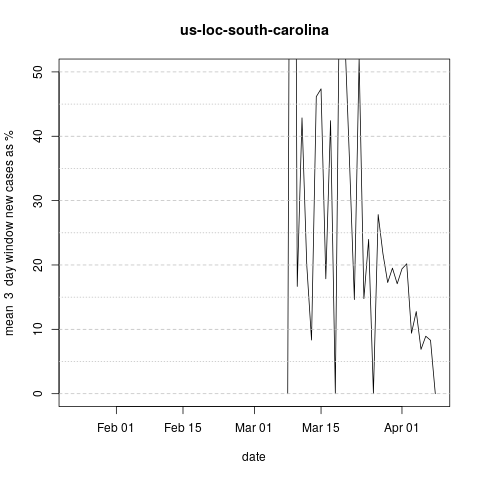 us-loc-south-carolina
mean 3 day window new cases as %
50
40
30
20
10
0
Feb 01 Feb 15 Mar 01 Mar 15 Apr 01
date